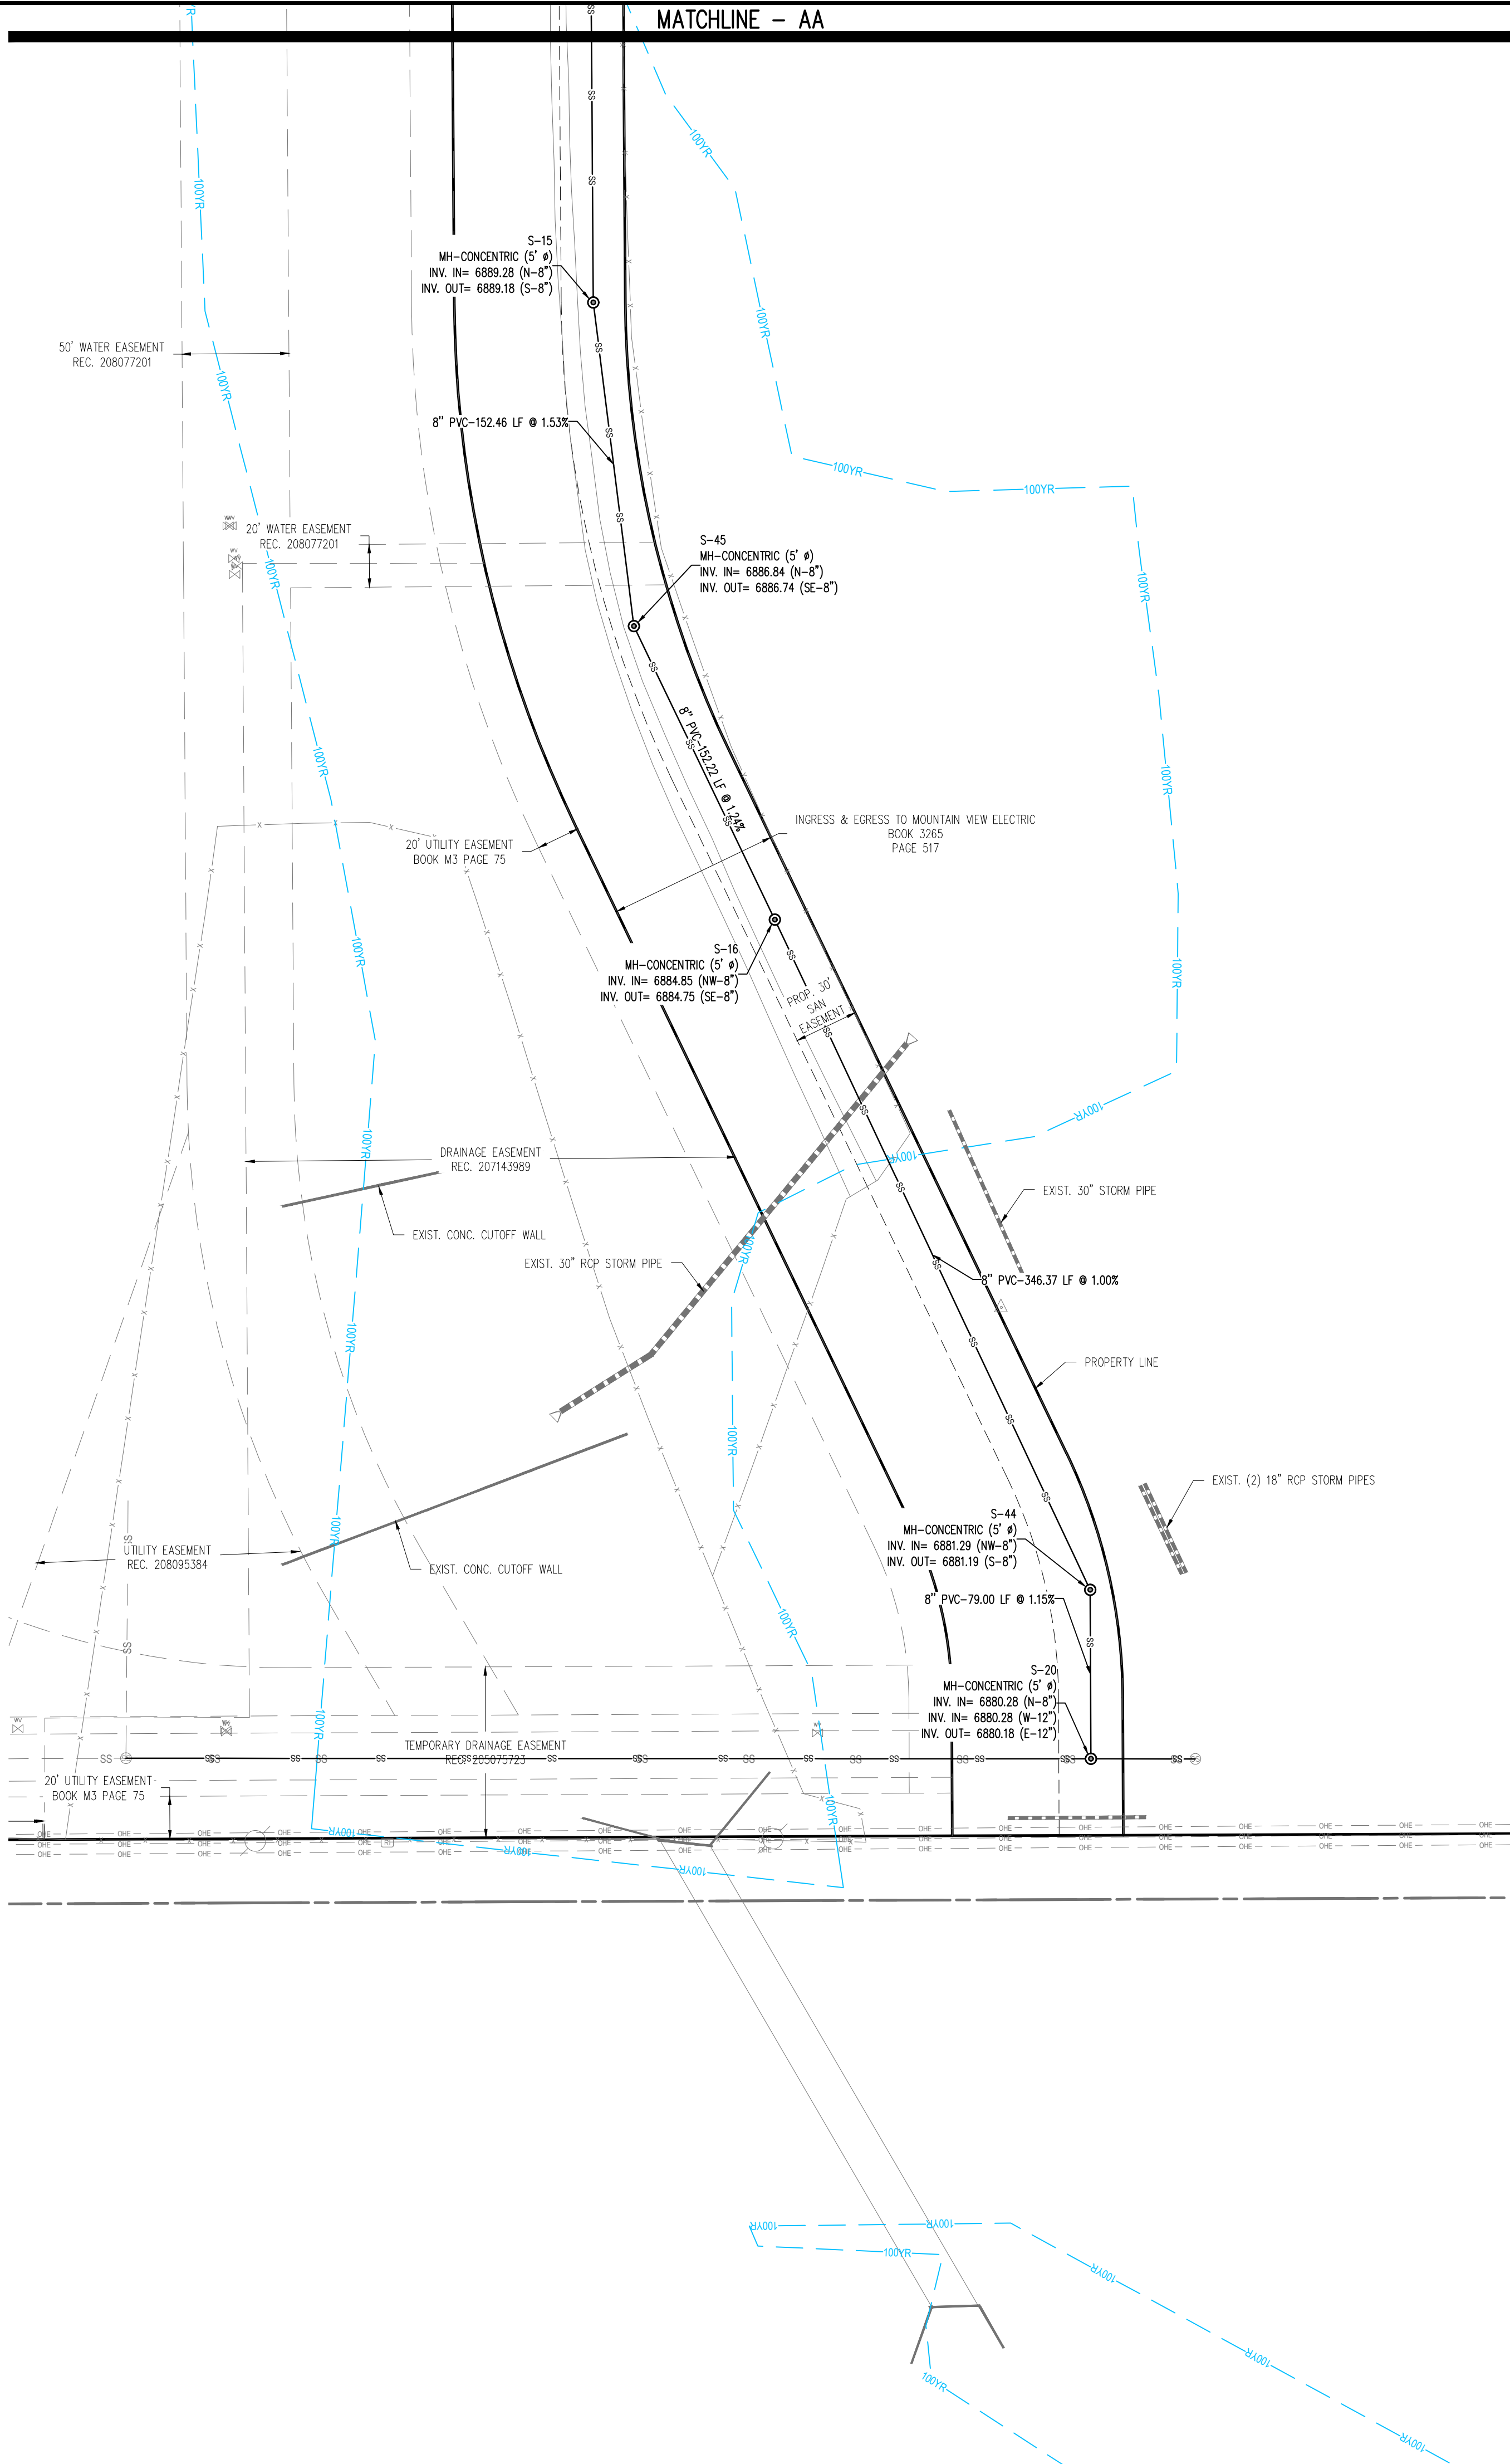 MATCHLINE - AA
S-15
MH-CONCENTRIC (5' ø)
INV. IN= 6889.28 (N-8")
INV. OUT= 6889.18 (S-8")
50' WATER EASEMENT
REC. 208077201
8" PVC-152.46 LF @ 1.53%
20' WATER EASEMENT
REC. 208077201
S-45
MH-CONCENTRIC (5' ø)
INV. IN= 6886.84 (N-8")
INV. OUT= 6886.74 (SE-8")
8" PVC-152.22 LF @ 1.24%
INGRESS & EGRESS TO MOUNTAIN VIEW ELECTRIC
BOOK 3265
PAGE 517
20' UTILITY EASEMENT
BOOK M3 PAGE 75
S-16
MH-CONCENTRIC (5' ø)
INV. IN= 6884.85 (NW-8")
INV. OUT= 6884.75 (SE-8")
PROP. 30'
SAN
EASEMENT
DRAINAGE EASEMENT
REC. 207143989
EXIST. 30" STORM PIPE
EXIST. CONC. CUTOFF WALL
EXIST. 30" RCP STORM PIPE
8" PVC-346.37 LF @ 1.00%
PROPERTY LINE
EXIST. (2) 18" RCP STORM PIPES
S-44
MH-CONCENTRIC (5' ø)
INV. IN= 6881.29 (NW-8")
INV. OUT= 6881.19 (S-8")
UTILITY EASEMENT
REC. 208095384
EXIST. CONC. CUTOFF WALL
8" PVC-79.00 LF @ 1.15%
S-20
MH-CONCENTRIC (5' ø)
INV. IN= 6880.28 (N-8")
INV. IN= 6880.28 (W-12")
INV. OUT= 6880.18 (E-12")
TEMPORARY DRAINAGE EASEMENT
REC. 205075723
20' UTILITY EASEMENT
BOOK M3 PAGE 75
100YR
SS
OHE
WV